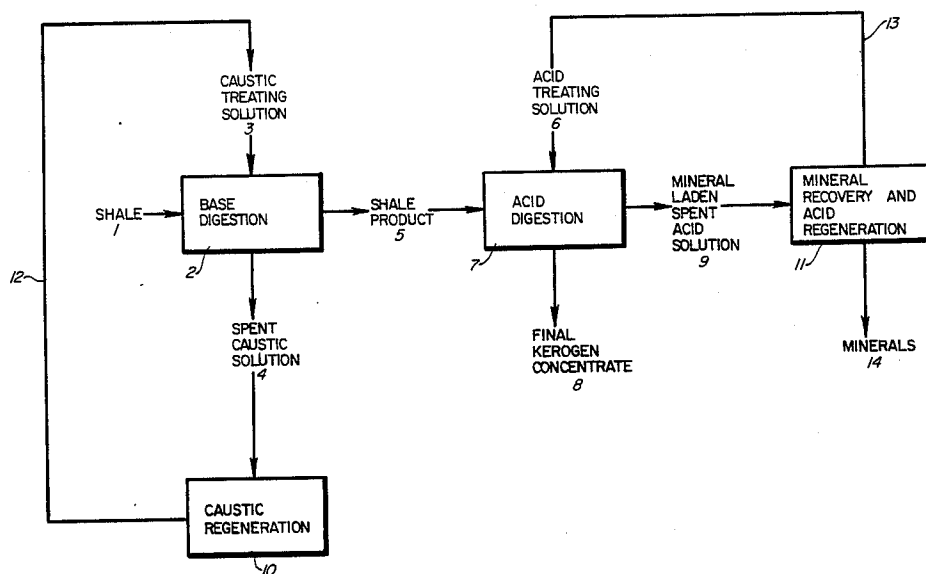 13
CAUSTIC
TREATING
SOLUTION
3
ACID
TREATING
SOLUTION
6
SHALE
1
BASE
DIGESTION
2
SHALE
PRODUCT
5
ACID
DIGESTION
7
MINERAL
LADEN
SPENT
ACID
SOLUTION
9
MINERAL
RECOVERY AND
ACID
REGENERATION
11
12
SPENT
CAUSTIC
SOLUTION
4
FINAL
KEROGEN
CONCENTRATE
8
MINERALS
14
CAUSTIC
REGENERATION
10